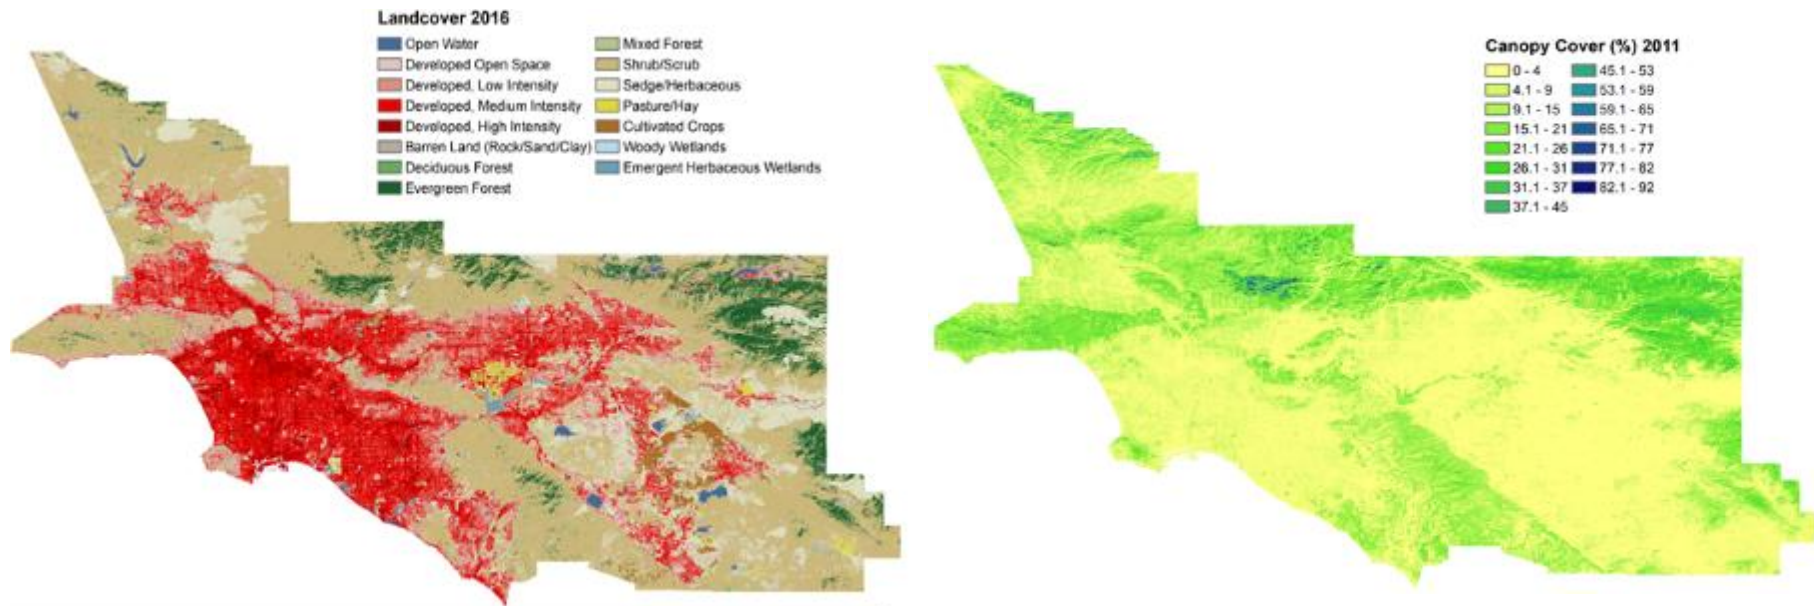 Landcover 2016
Open Water
Developed Open Space
Developed, Low Intensity
Developed, Medium Intensity
Developed, High Intensity
Barren Land (Rock/Sand/Clay)
Deciduous Forest
Evergreen Forest
Mixed Forest
Shrub/Scrub
Sedge/Herbaceous
Pasture/Hay
Cultivated Crops
Woody Wetlands
Emergent Herbaceous Wetlands
Canopy Cover (%) 2011
0 - 4
4.1 - 9
9.1 - 15
15.1 - 21
21.1 - 26
26.1 - 31
31.1 - 37
37.1 - 45
45.1 - 53
53.1 - 59
59.1 - 65
65.1 - 71
71.1 - 77
77.1 - 82
82.1 - 92